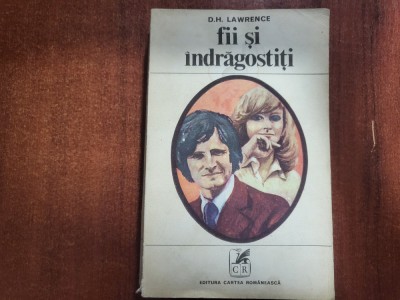 D.H. LAWRENCE
fii și
îndrăgostiți
CR
EDITURA CARTEA ROMÂNEASCĂ